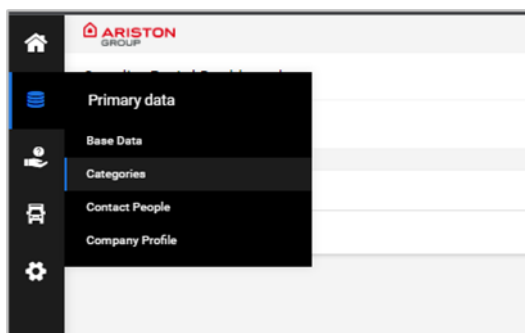 ARISTON
GROUP
Primary data
Base Data
Categories
Contact People
Company Profile